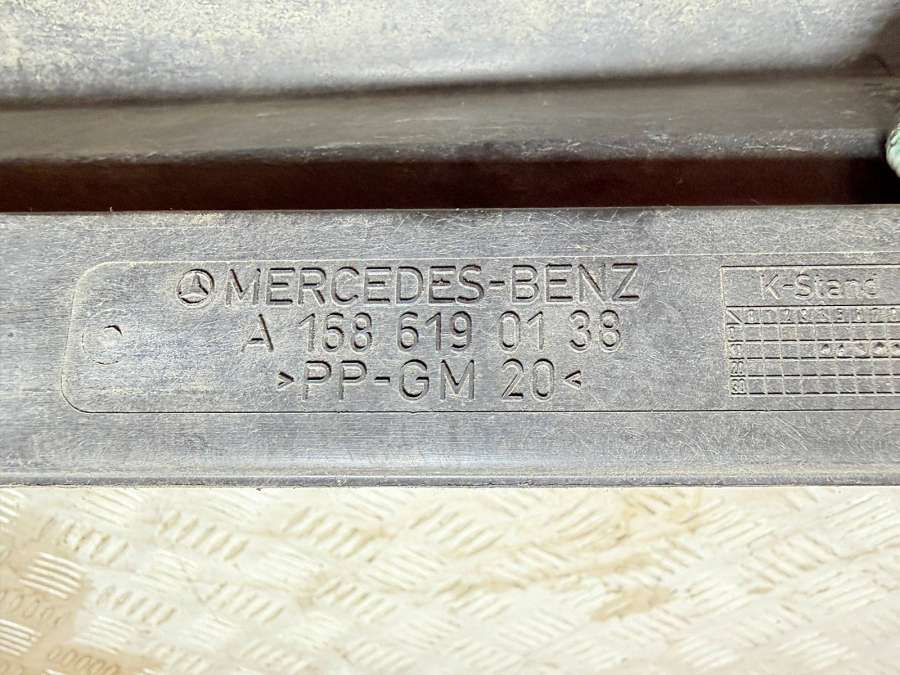 MERCEDES-BENZ
A 168 619 01 38
>PP-GM 20<
K-Stand